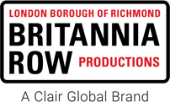 LONDON BOROUGH OF RICHMOND
BRITANNIA
ROW PRODUCTIONS
A Clair Global Brand